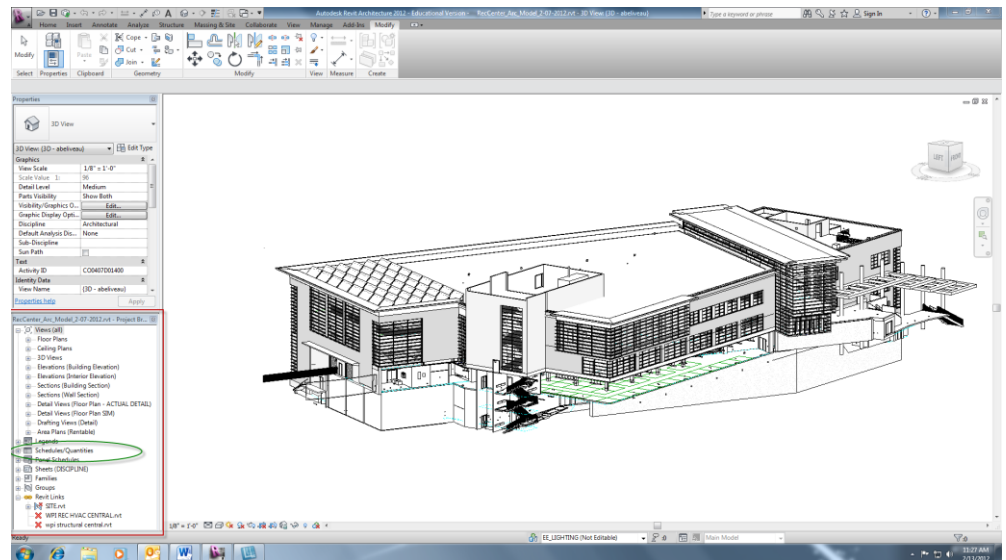 Autodesk Revit Architecture 2012 - Educational Version - RecCenter_Arc_Model_2-07-2012.rvt - 3D View: {3D - abeliveau}
Type a keyword or phrase
Sign In
Home Insert Annotate Analyze Structure Massing & Site Collaborate View Manage Add-Ins Modify
Modify
Properties
Paste
Cope
Cut
Join
Select Properties Clipboard Geometry Modify View Measure Create
Properties
3D View
3D View: {3D - abeliveau} Edit Type
Graphics
View Scale 1/8" = 1'-0"
Scale Value 1: 96
Detail Level Medium
Parts Visibility Show Both
Visibility/Graphics O... Edit...
Graphic Display Opti... Edit...
Discipline Architectural
Default Analysis Dis... None
Sub-Discipline
Sun Path
Text
Activity ID CO0407D01400
Identity Data
View Name {3D - abeliveau}
Properties help Apply
RecCenter_Arc_Model_2-07-2012.rvt - Project Br...
Views (all)
Floor Plans
Ceiling Plans
3D Views
Elevations (Building Elevation)
Elevations (Interior Elevation)
Sections (Building Section)
Sections (Wall Section)
Detail Views (Floor Plan - ACTUAL DETAIL)
Detail Views (Floor Plan SIM)
Drafting Views (Detail)
Area Plans (Rentable)
Legends
Schedules/Quantities
Panel Schedules
Sheets (DISCIPLINE)
Families
Groups
Revit Links
SITE.rvt
WPI REC HVAC CENTRAL.rvt
wpi structural central.rvt
LEFT FRONT
1/8" = 1'-0"
Ready
EE_LIGHTING (Not Editable)
:0
Main Model
:0
11:27 AM
2/13/2012